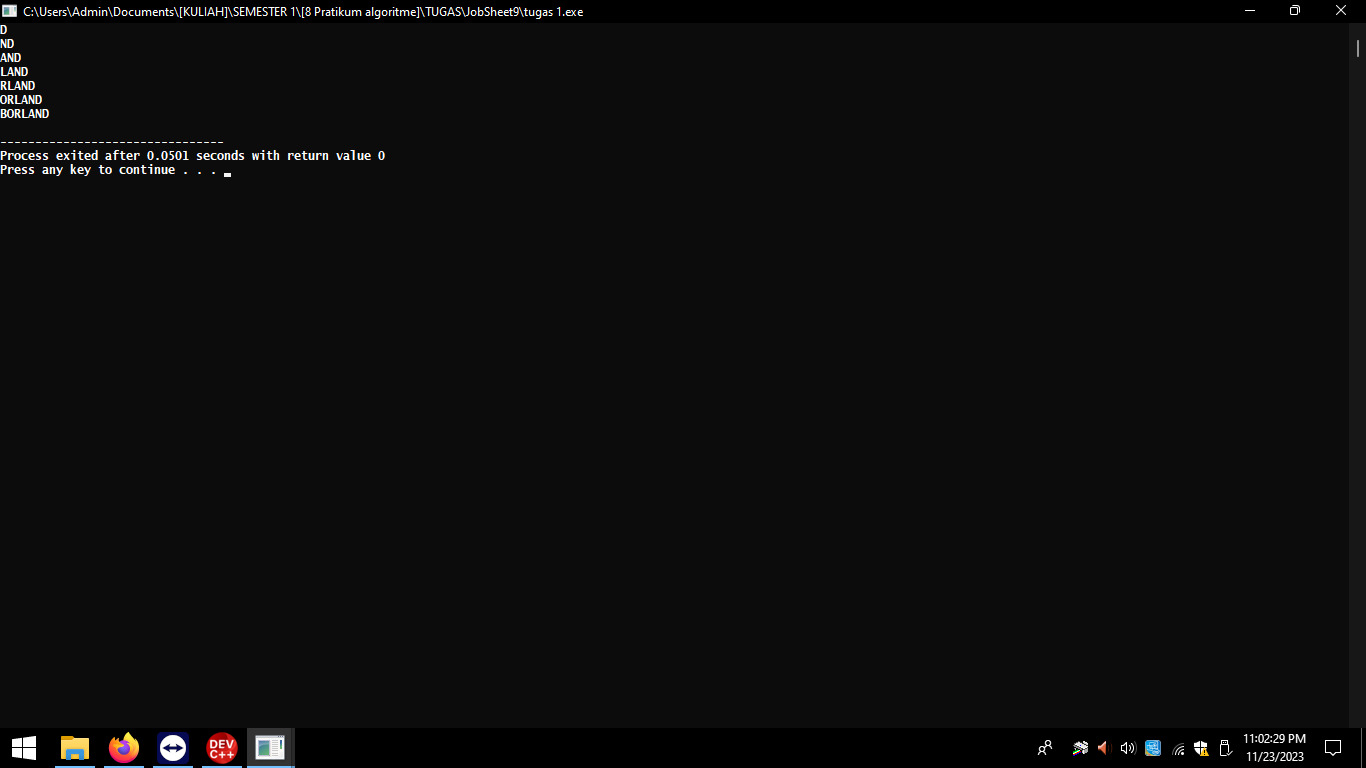 C:\Users\Admin\Documents\[KULIAH]\SEMESTER 1\[8 Pratikum algoritme]\TUGAS\JobSheet9\tugas 1.exe
D
ND
AND
LAND
RLAND
ORLAND
BORLAND
--------------------------------
Process exited after 0.0501 seconds with return value 0
Press any key to continue . . .
DEV
C++
11:02:29 PM
11/23/2023